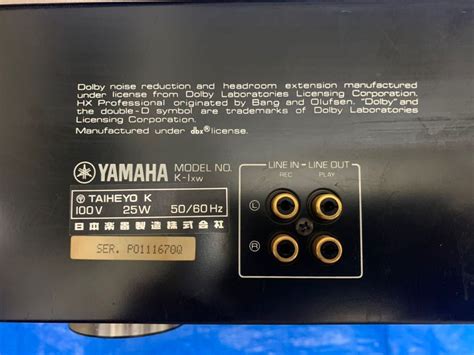 Dolby noise reduction and headroom extension manufactured
under license from Dolby Laboratories Licensing Corporation.
HX Professional originated by Bang and Olufsen. "Dolby" and
the double-D symbol are trademarks of Dolby Laboratories
Licensing Corporation.
Manufactured under dbx® license.
YAMAHA MODEL NO.
K-1xw
LINE IN LINE OUT
REC PLAY
TAIHEYO K
100V 25W 50/60Hz
日本楽器製造株式会社
L
R
SER. P0111670Q